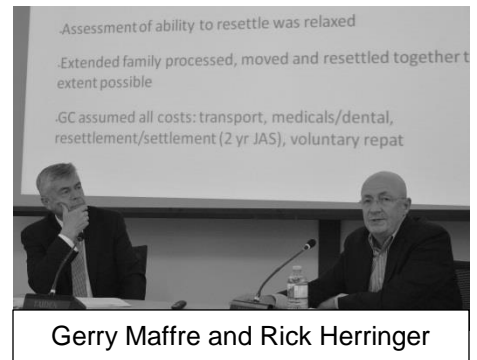 -Assessment of ability to resettle was relaxed
-Extended family processed, moved and resettled together t
extent possible
-GC assumed all costs: transport, medicals/dental,
resettlement/settlement (2 yr JAS), voluntary repat
Gerry Maffre and Rick Herringer